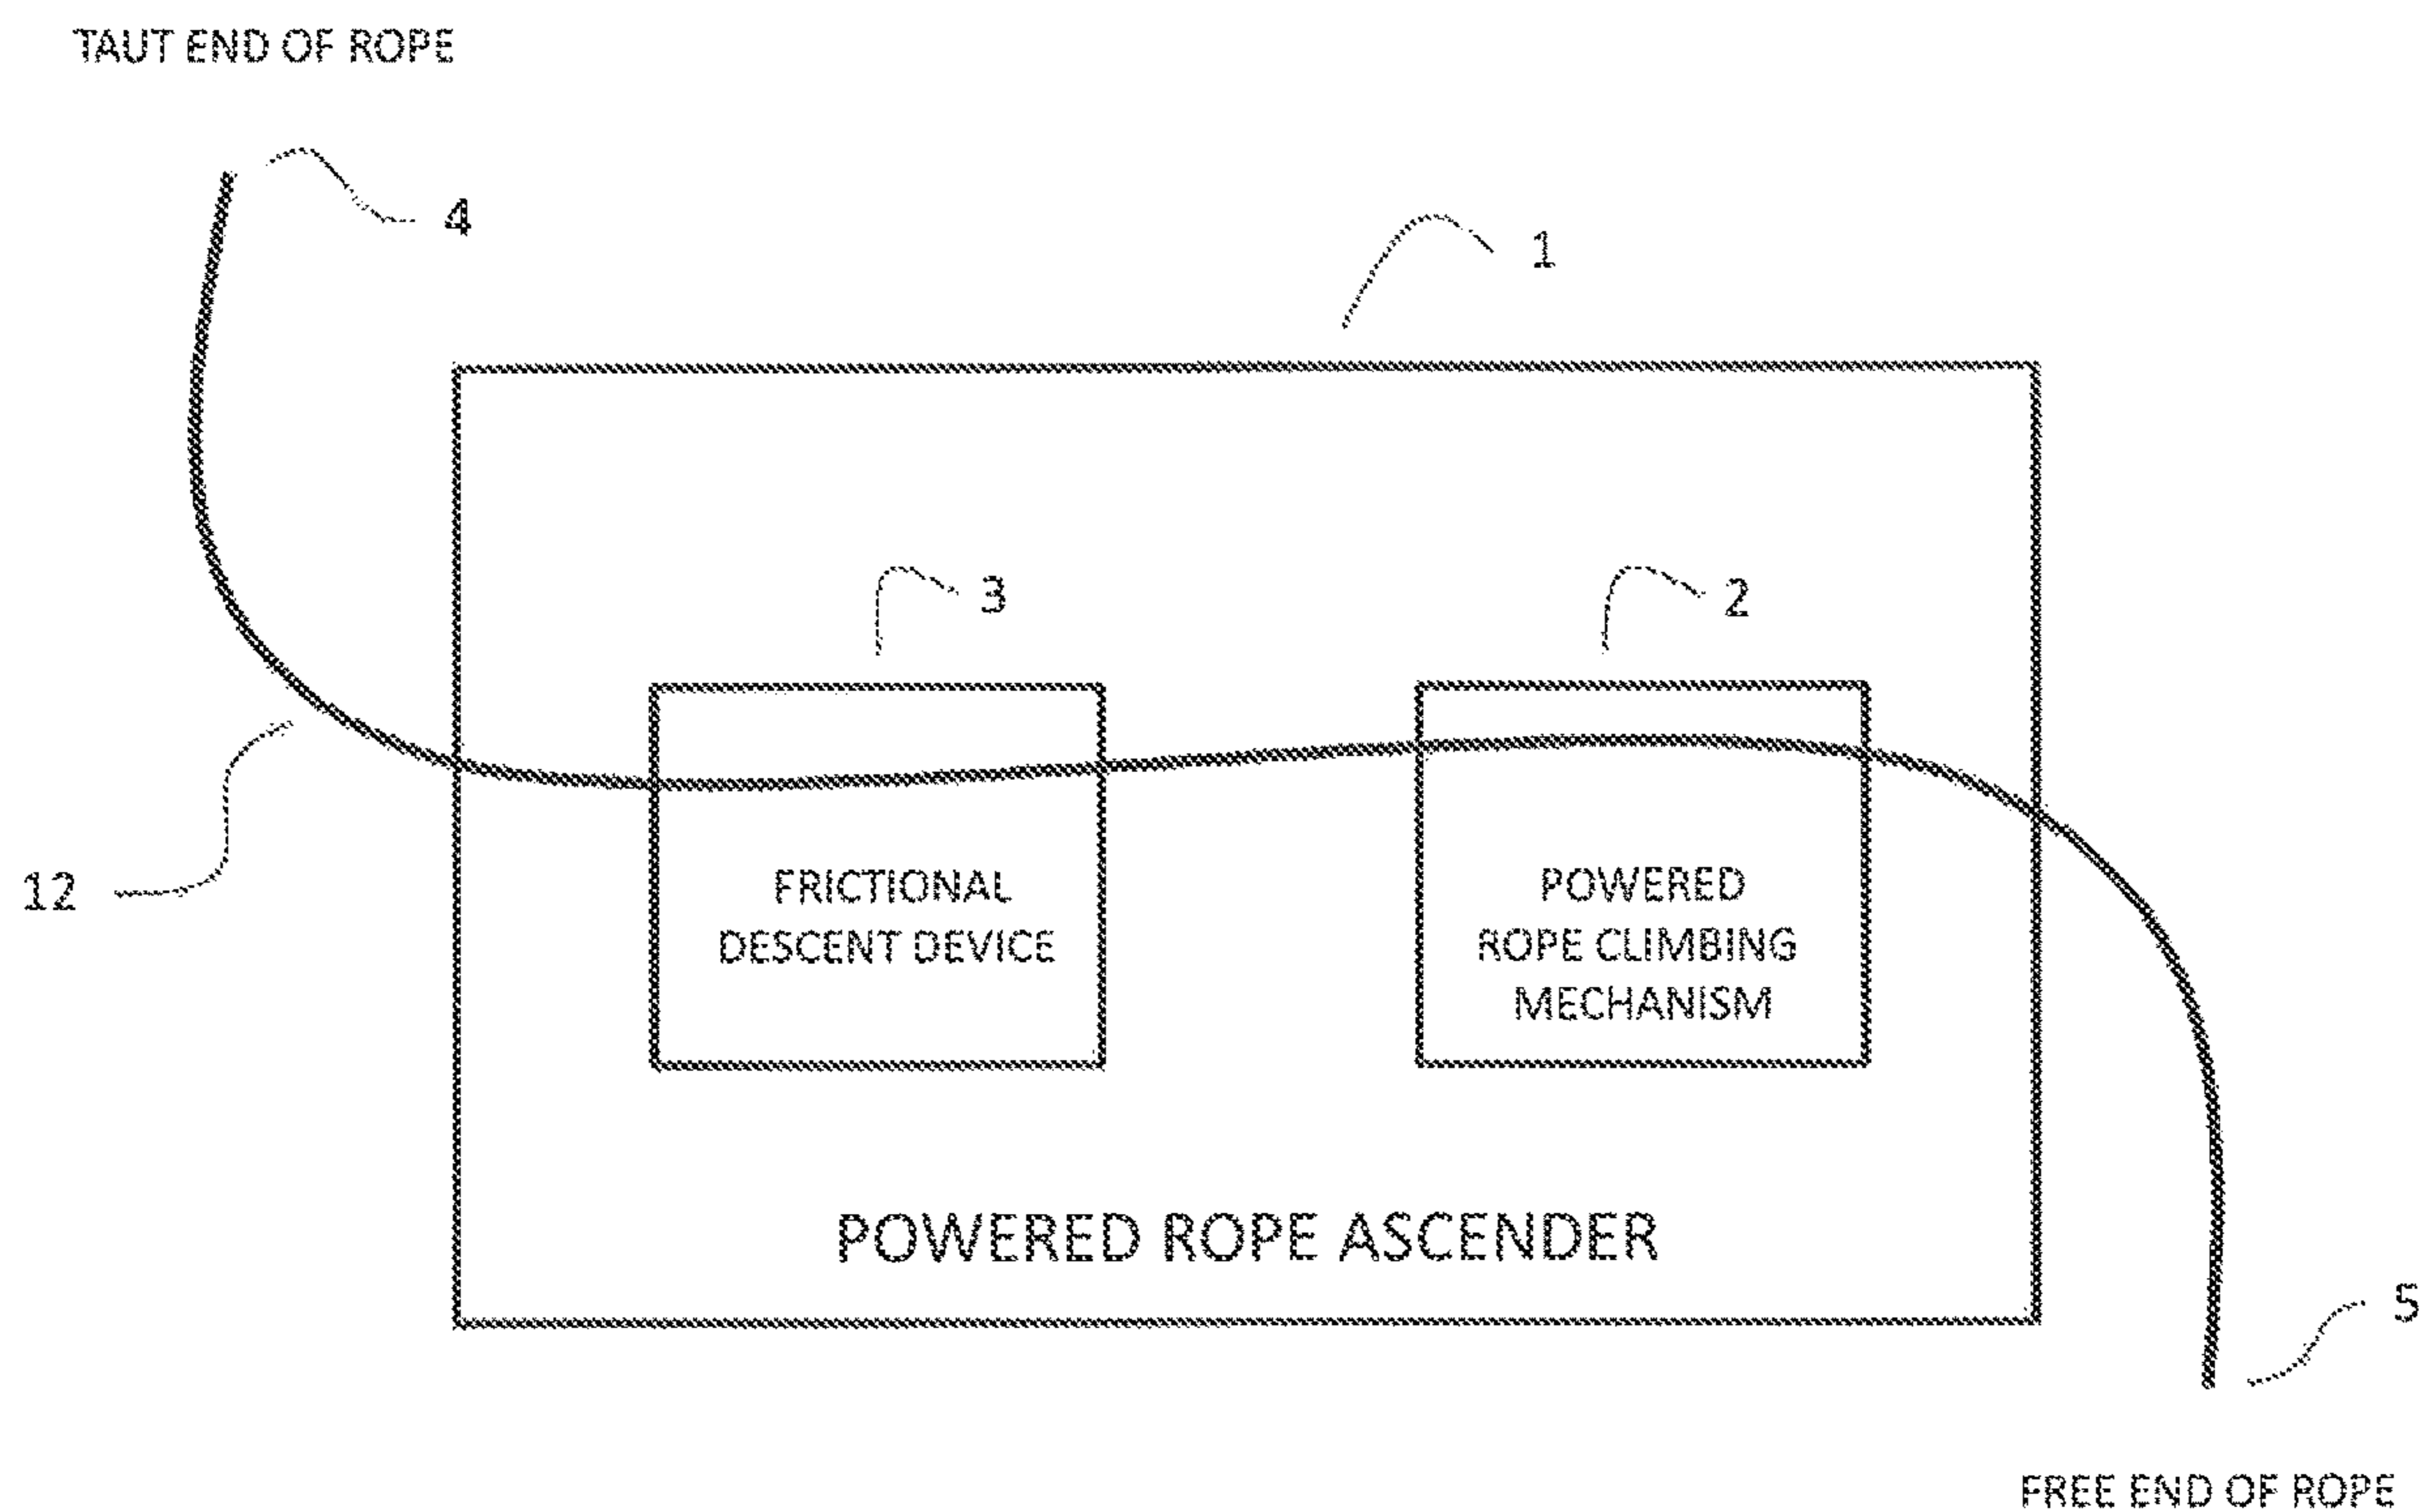 TAUT END OF ROPE
4
1
3
2
12
FRICTIONAL
DESCENT DEVICE
POWERED
ROPE CLIMBING
MECHANISM
POWERED ROPE ASCENDER
5
FREE END OF ROPE